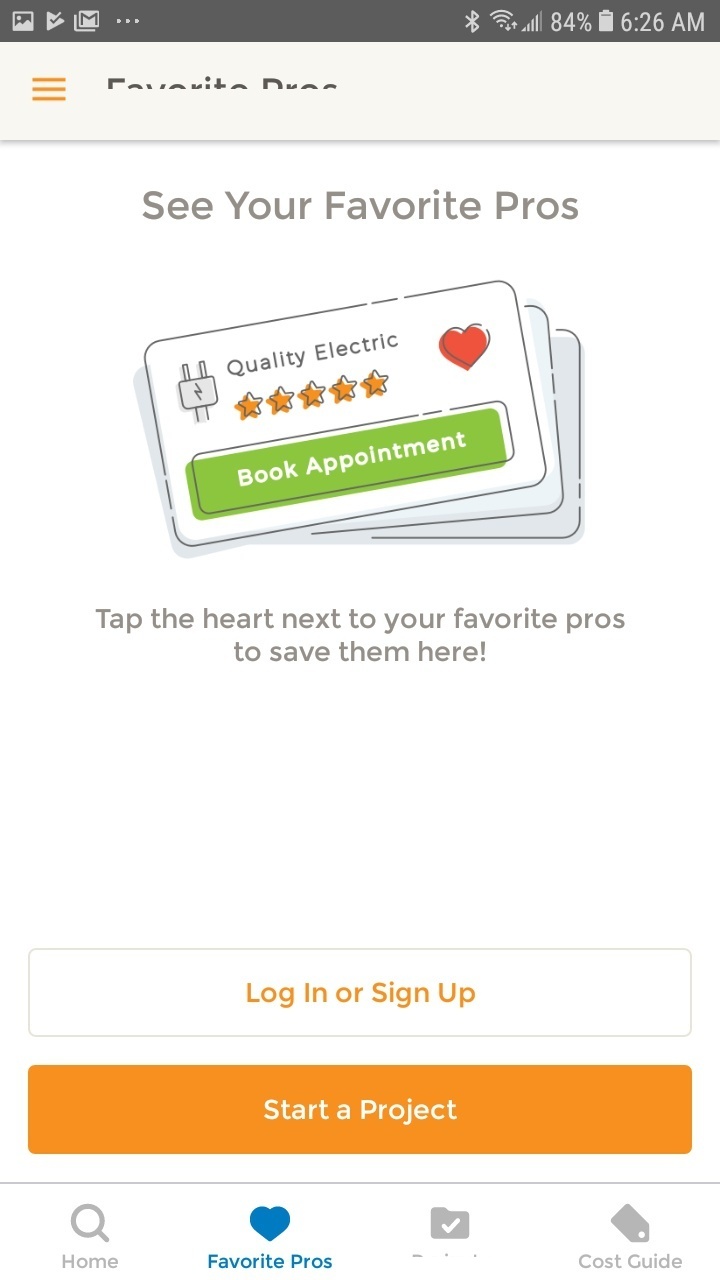 84% 6:26 AM
Favorite Pros
See Your Favorite Pros
Quality Electric
Book Appointment
Tap the heart next to your favorite pros
to save them here!
Log In or Sign Up
Start a Project
Home
Favorite Pros
Cost Guide